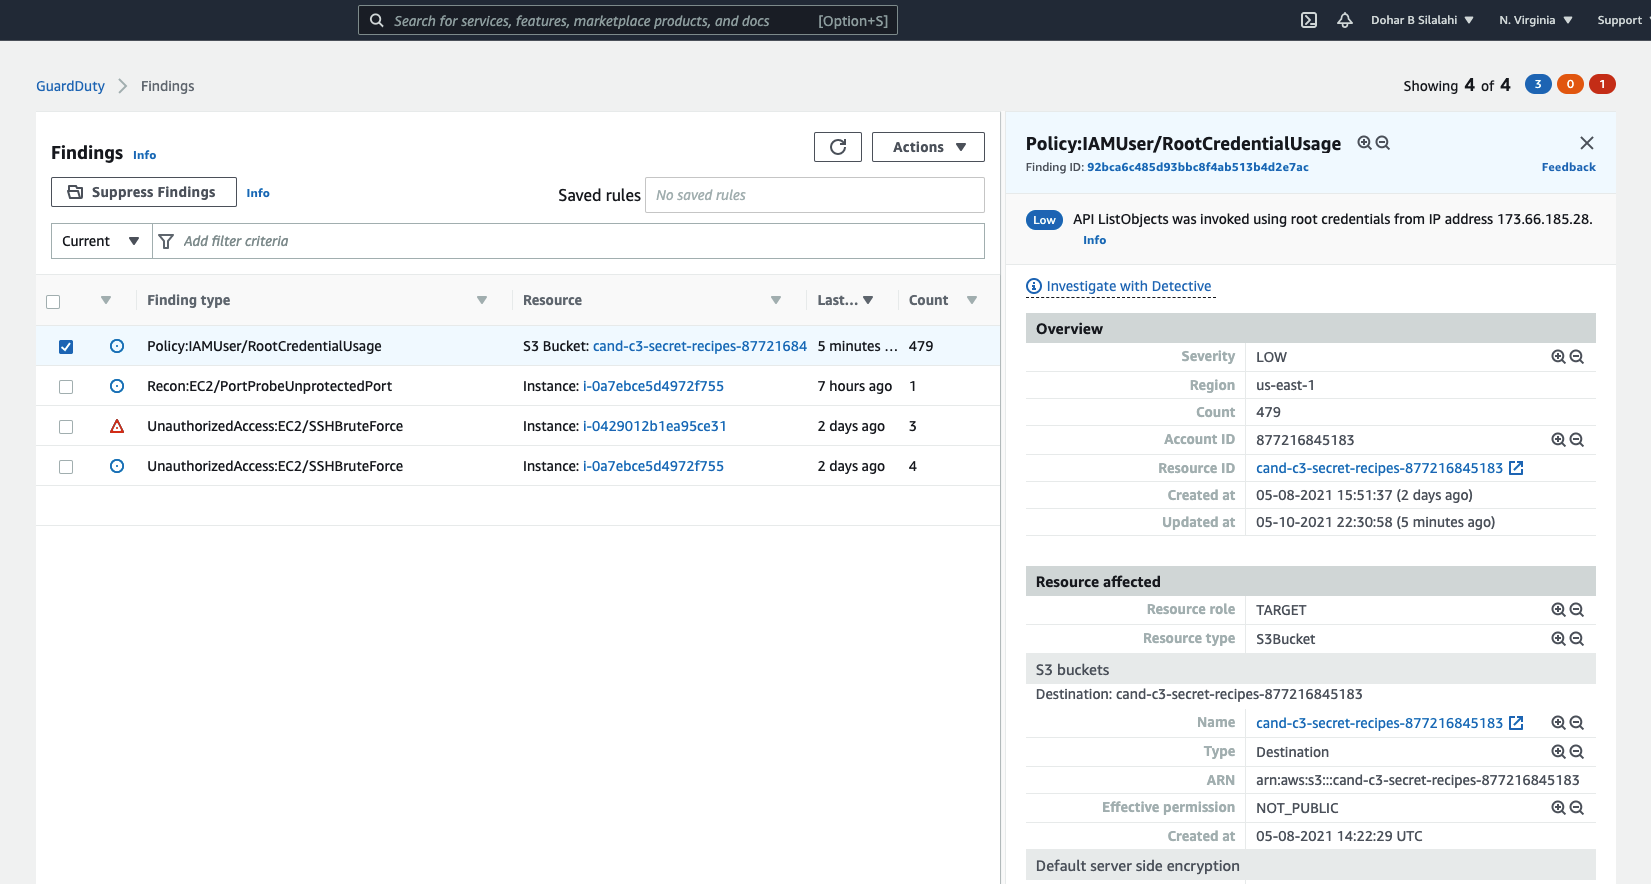 Search for services, features, marketplace products, and docs [Option+S]
Dohar B Silalahi ▼ N. Virginia ▼ Support
GuardDuty > Findings
Showing 4 of 4 3 0 1
Findings Info
Actions ▼
Suppress Findings Info
Saved rules No saved rules
Current ▼ Add filter criteria
Finding type Resource Last... ▼ Count
Policy:IAMUser/RootCredentialUsage S3 Bucket: cand-c3-secret-recipes-87721684 5 minutes ... 479
Recon:EC2/PortProbeUnprotectedPort Instance: i-0a7ebce5d4972f755 7 hours ago 1
UnauthorizedAccess:EC2/SSHBruteForce Instance: i-0429012b1ea95ce31 2 days ago 3
UnauthorizedAccess:EC2/SSHBruteForce Instance: i-0a7ebce5d4972f755 2 days ago 4
Policy:IAMUser/RootCredentialUsage
Finding ID: 92bca6c485d93bbc8f4ab513b4d2e7ac Feedback
Low API ListObjects was invoked using root credentials from IP address 173.66.185.28.
Info
Investigate with Detective
Overview
Severity LOW
Region us-east-1
Count 479
Account ID 877216845183
Resource ID cand-c3-secret-recipes-877216845183
Created at 05-08-2021 15:51:37 (2 days ago)
Updated at 05-10-2021 22:30:58 (5 minutes ago)
Resource affected
Resource role TARGET
Resource type S3Bucket
S3 buckets
Destination: cand-c3-secret-recipes-877216845183
Name cand-c3-secret-recipes-877216845183
Type Destination
ARN arn:aws:s3:::cand-c3-secret-recipes-877216845183
Effective permission NOT_PUBLIC
Created at 05-08-2021 14:22:29 UTC
Default server side encryption